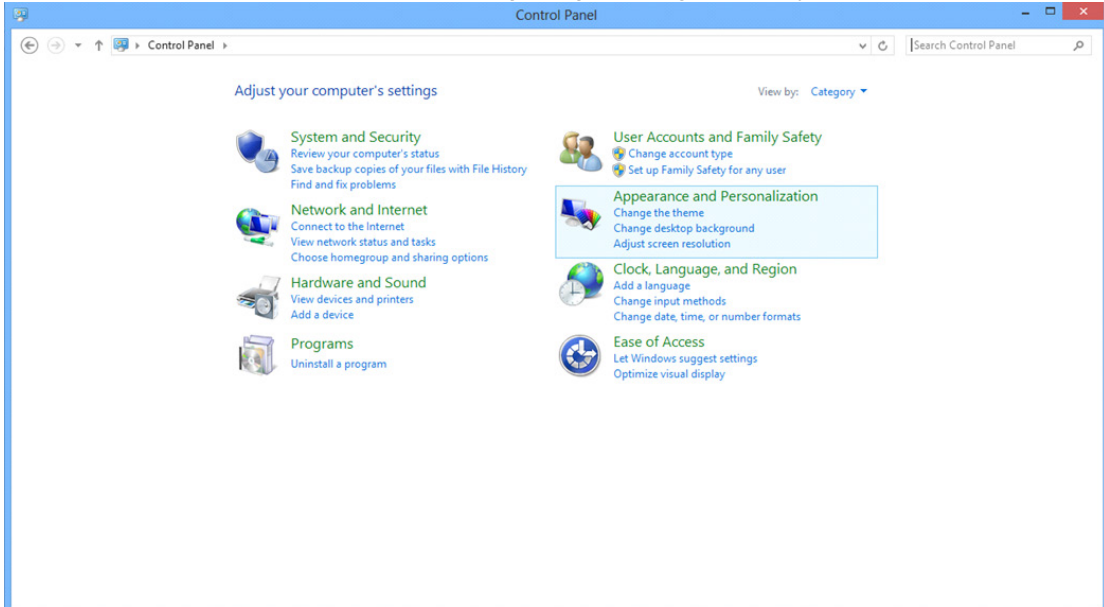 Control Panel
Control Panel
Search Control Panel
Adjust your computer's settings
View by: Category
System and Security
Review your computer's status
Save backup copies of your files with File History
Find and fix problems
Network and Internet
Connect to the Internet
View network status and tasks
Choose homegroup and sharing options
Hardware and Sound
View devices and printers
Add a device
Programs
Uninstall a program
User Accounts and Family Safety
Change account type
Set up Family Safety for any user
Appearance and Personalization
Change the theme
Change desktop background
Adjust screen resolution
Clock, Language, and Region
Add a language
Change input methods
Change date, time, or number formats
Ease of Access
Let Windows suggest settings
Optimize visual display